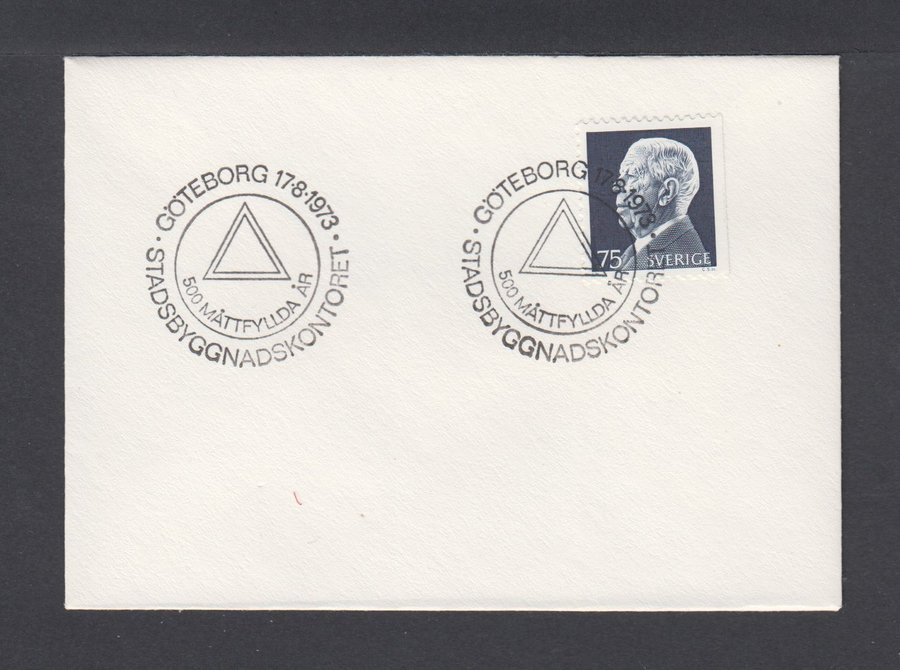 GÖTEBORG 17·8·1973 · STADSBYGGNADSKONTORET ·
500 MÅTTFYLLDA ÅR
GÖTEBORG 17·8·1973 · STADSBYGGNADSKONTORET ·
500 MÅTTFYLLDA ÅR
75 SVERIGE